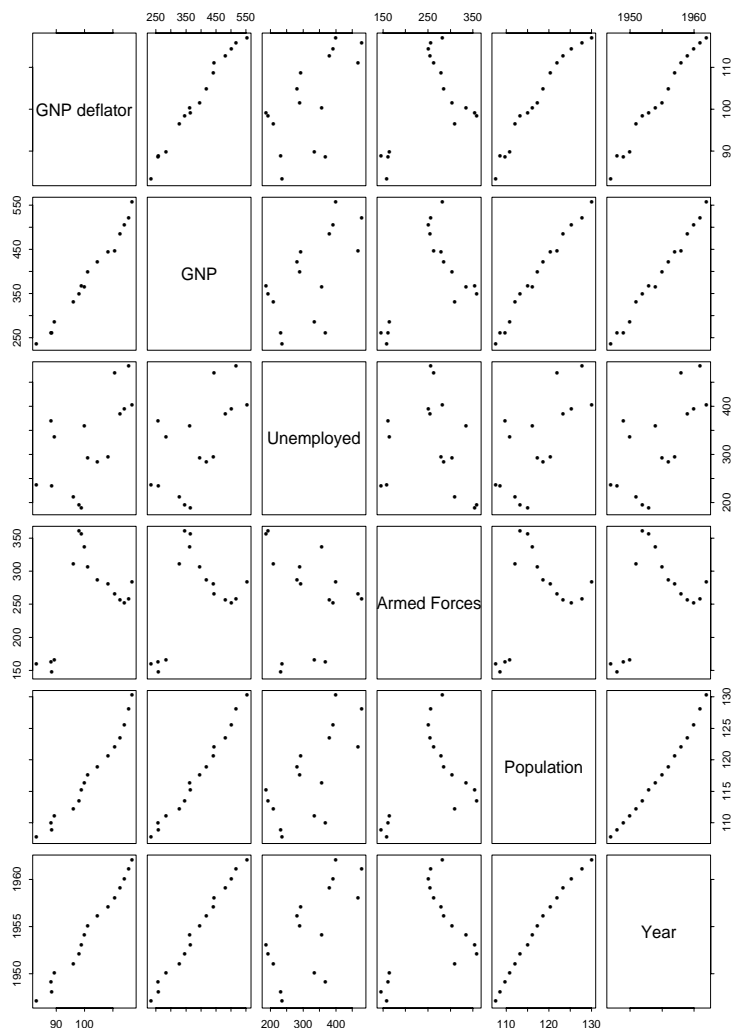 250 350 450 550
150 250 350
1950 1960
GNP deflator
90 100 110
250 350 450 550
GNP
Unemployed
200 300 400
150 200 250 300 350
Armed Forces
Population
110 115 120 125 130
1950 1955 1960
Year
90 100
200 300 400
110 120 130